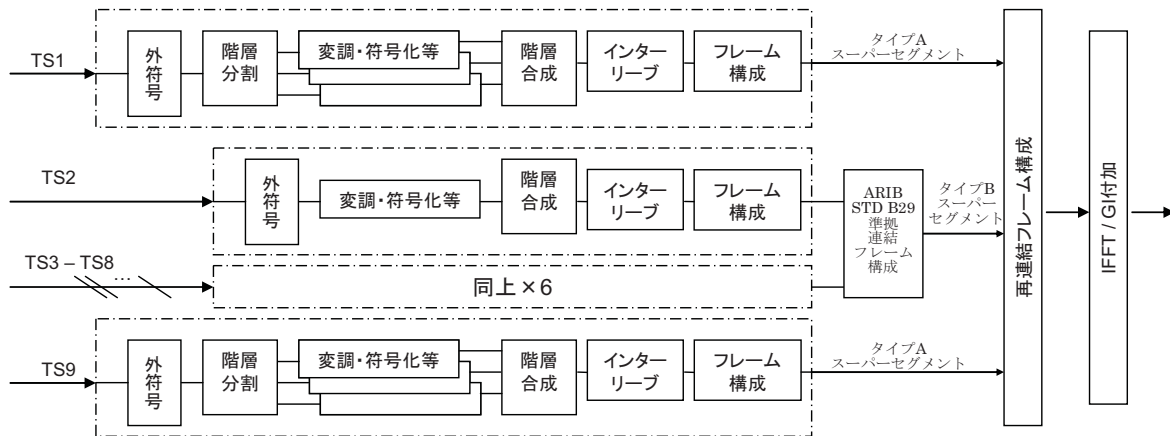 TS1
外
符
号
階層
分割
変調・符号化等
階層
合成
インター
リーブ
フレーム
構成
タイプA
スーパーセグメント
TS2
外
符
号
変調・符号化等
階層
合成
インター
リーブ
フレーム
構成
ARIB
STD B29
準拠
連結
フレーム
構成
タイプB
スーパー
セグメント
TS3 – TS8
…
同上×6
TS9
外
符
号
階層
分割
変調・符号化等
階層
合成
インター
リーブ
フレーム
構成
タイプA
スーパーセグメント
再連結フレーム構成
IFFT / GI付加